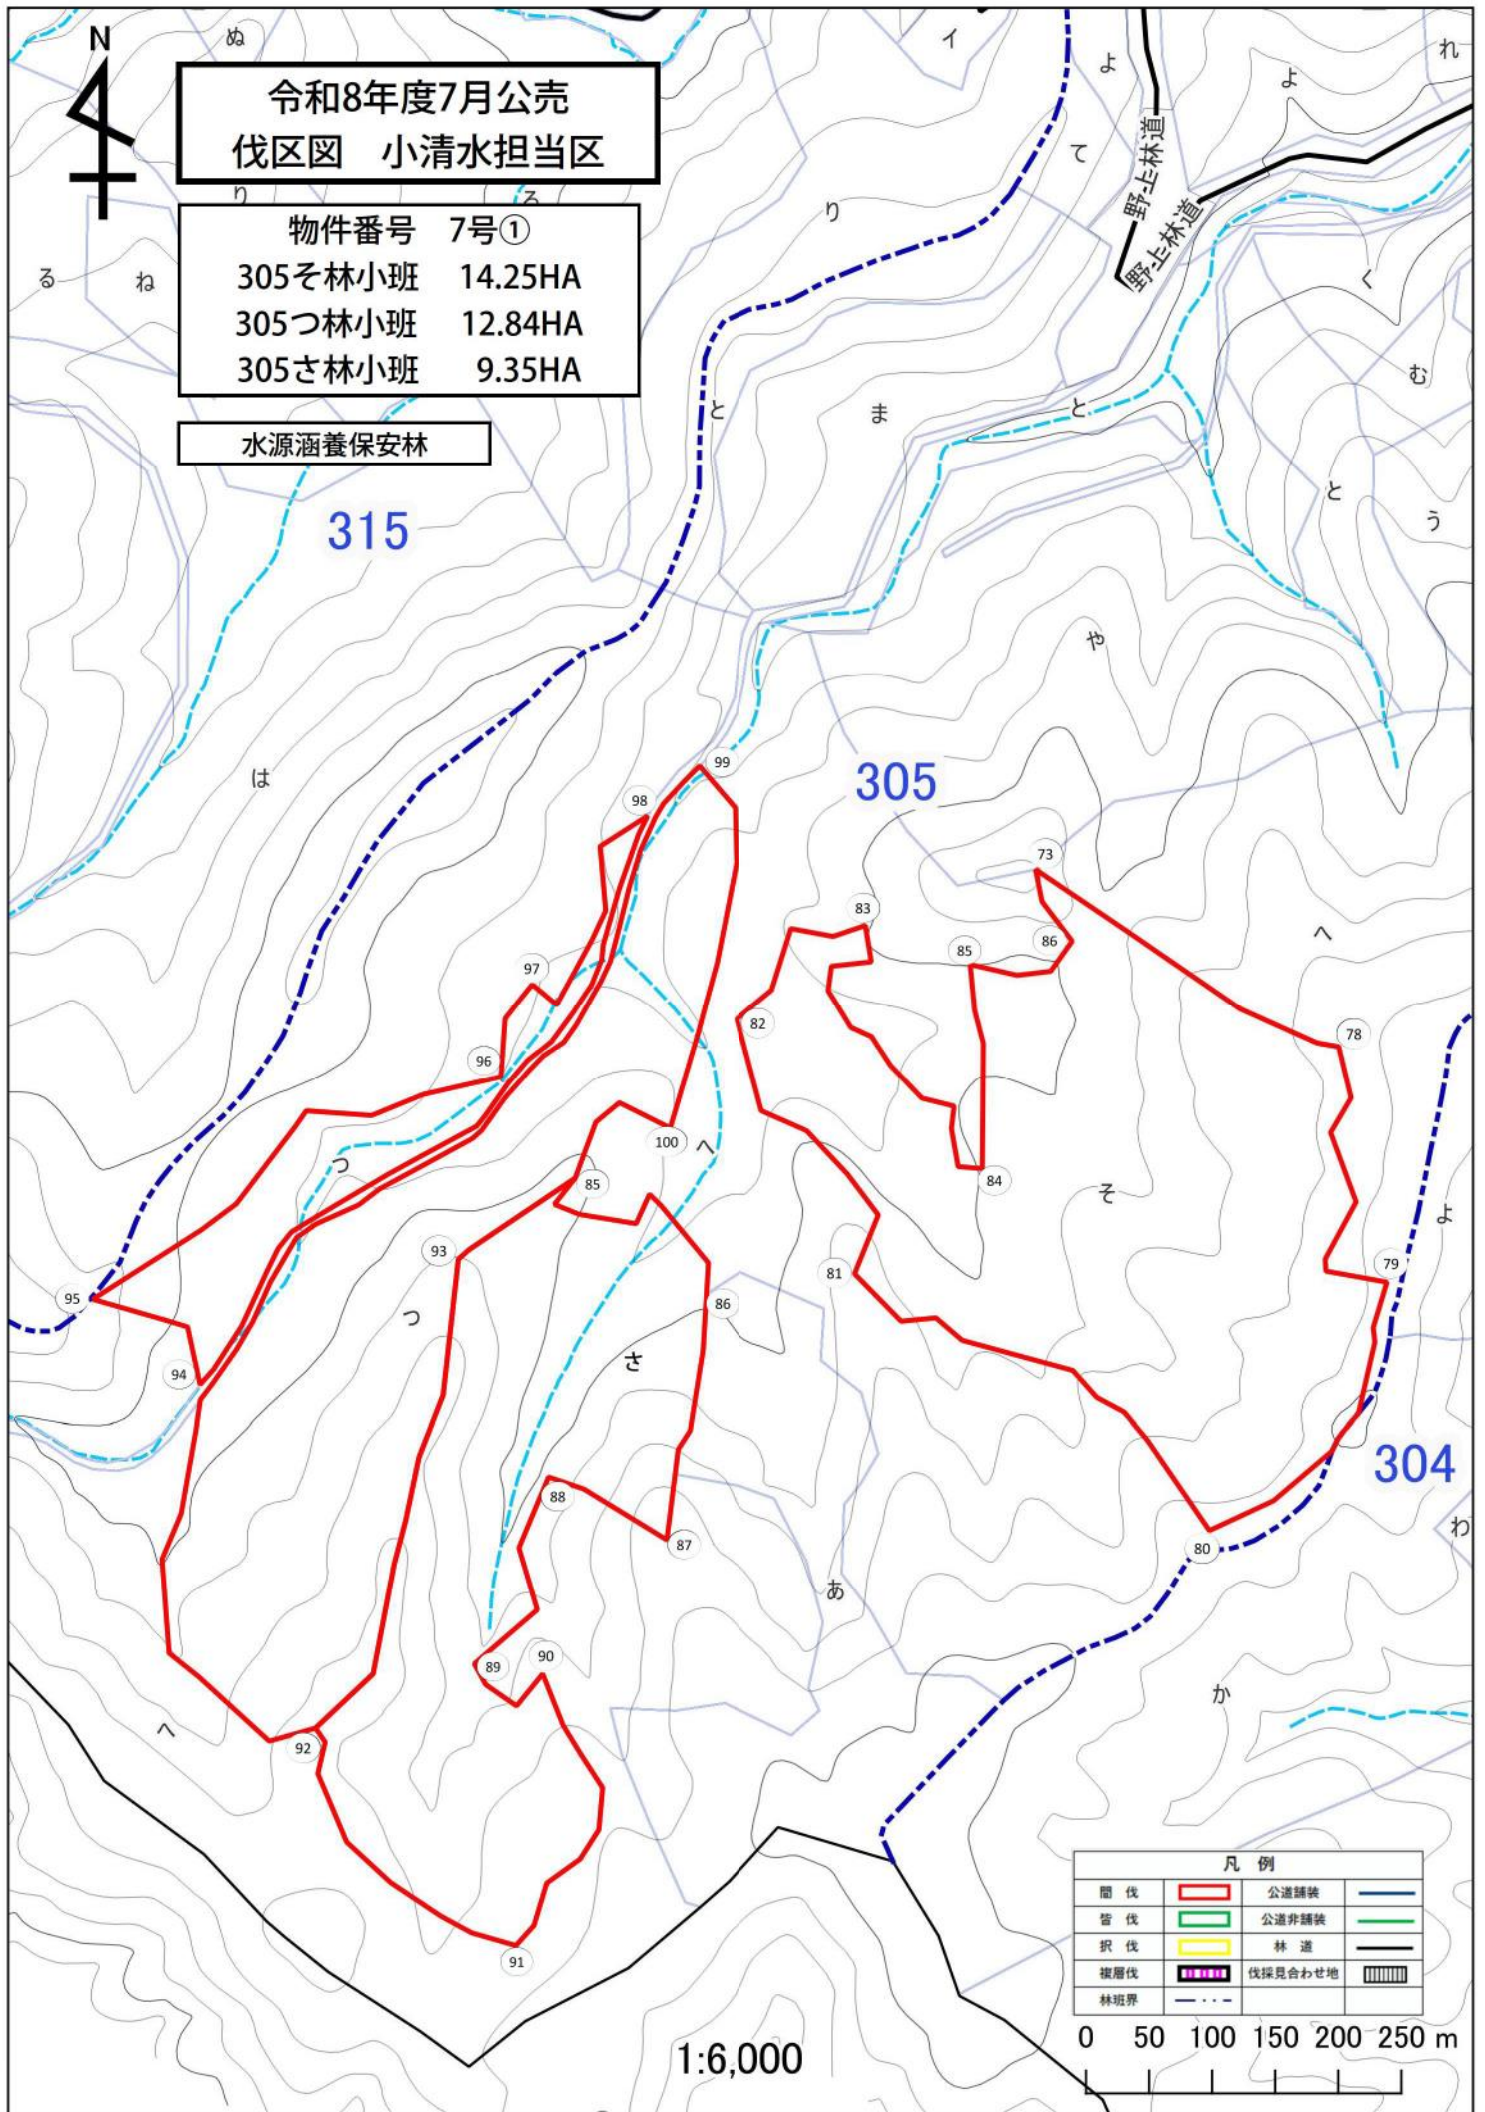 N
令和8年度7月公売
伐区図 小清水担当区
物件番号 7号①
305そ林小班 14.25HA
305つ林小班 12.84HA
305さ林小班 9.35HA
水源涵養保安林
ぬ
イ
よ
よ
れ
て
野上林道
野上林道
り
る
り
る
ね
く
む
と
ま
と
と
う
315
や
は
305
99
98
73
83
86
85
へ
97
82
78
96
100
へ
つ
85
84
そ
よ
93
81
79
95
86
つ
さ
94
304
88
わ
87
80
あ
89
90
か
へ
92
91
凡 例
間 伐
公道舗装
皆 伐
公道非舗装
択 伐
林 道
複層伐
伐採見合わせ地
林班界
0 50 100 150 200 250 m
1:6,000